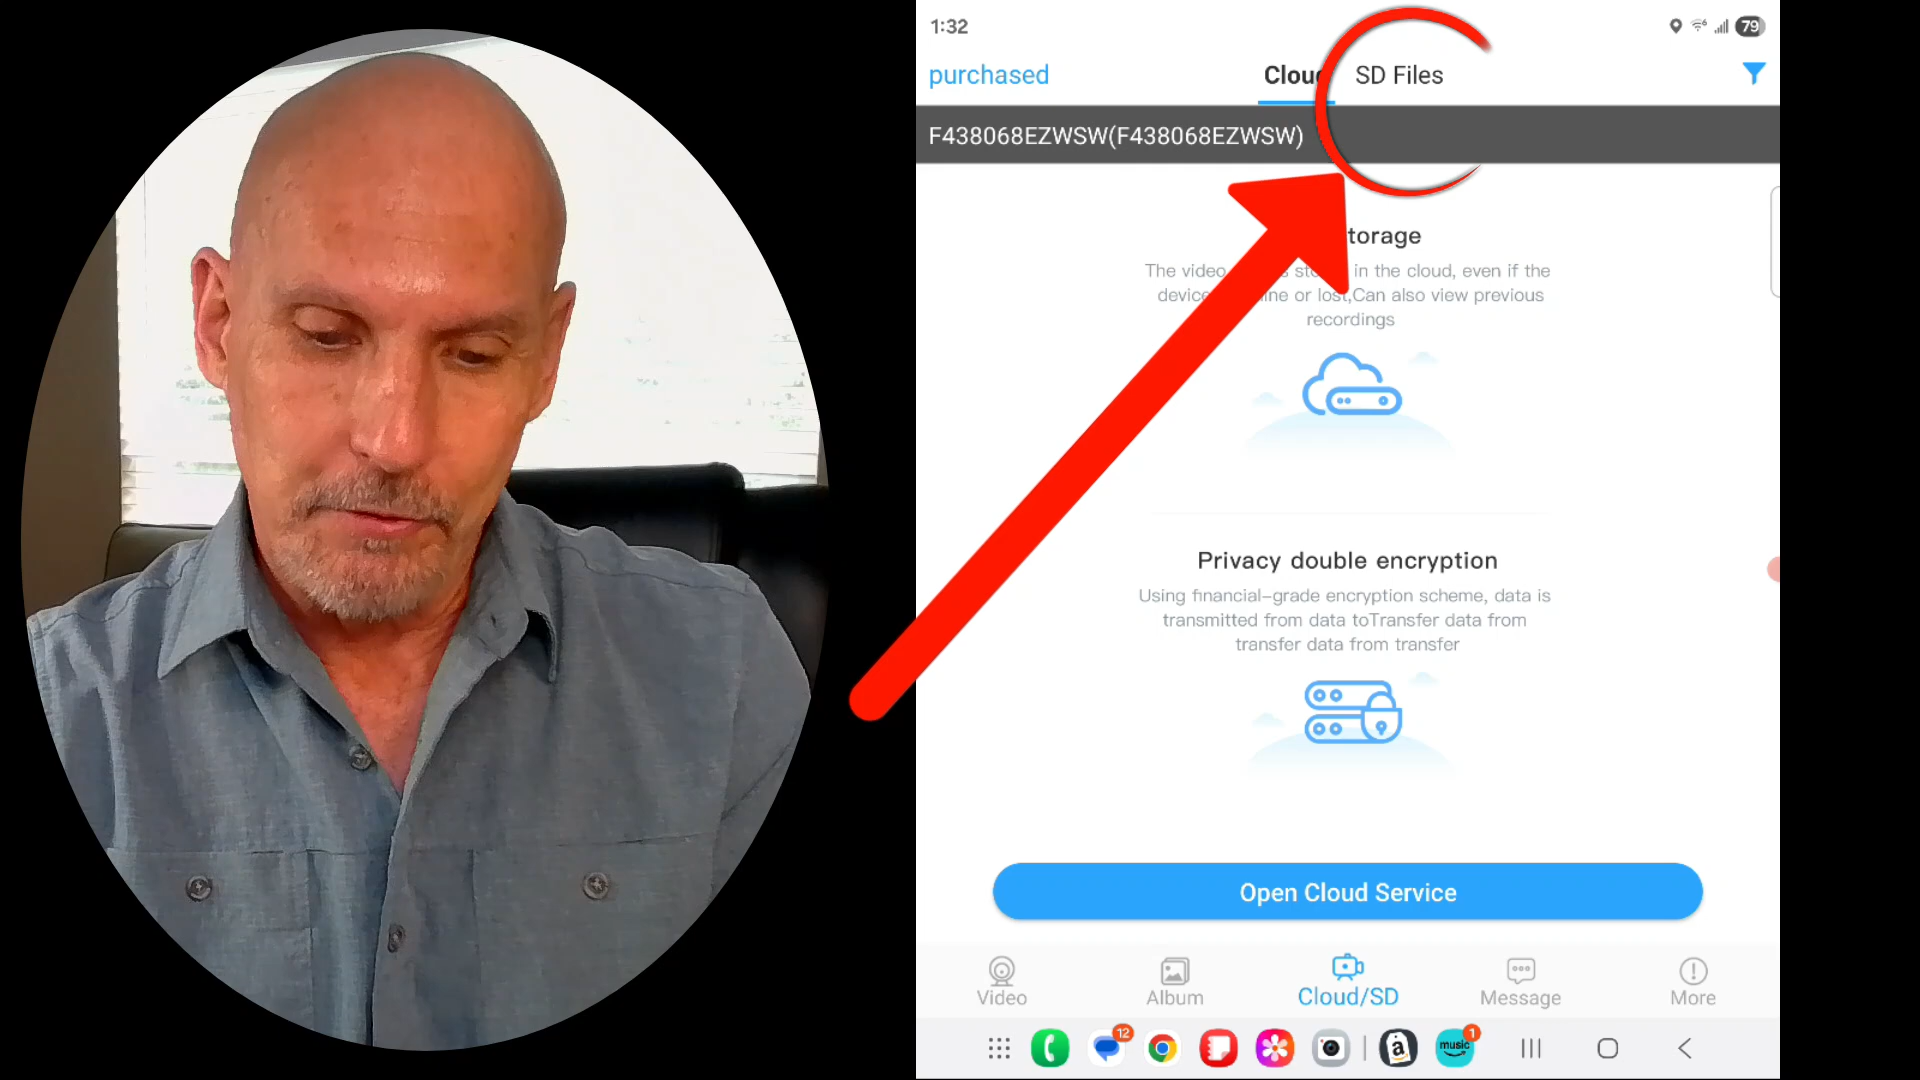 1:32
79
purchased
Clou
SD Files
F438068EZWSW(F438068EZWSW)
torage
The video in the cloud, even if the
or lost,Can also view previous
recordings
Privacy double encryption
Using financial-grade encryption scheme, data is
transmitted from data toTransfer data from
transfer data from transfer
Open Cloud Service
Video
Album
Cloud/SD
Message
More
12
a
music
1